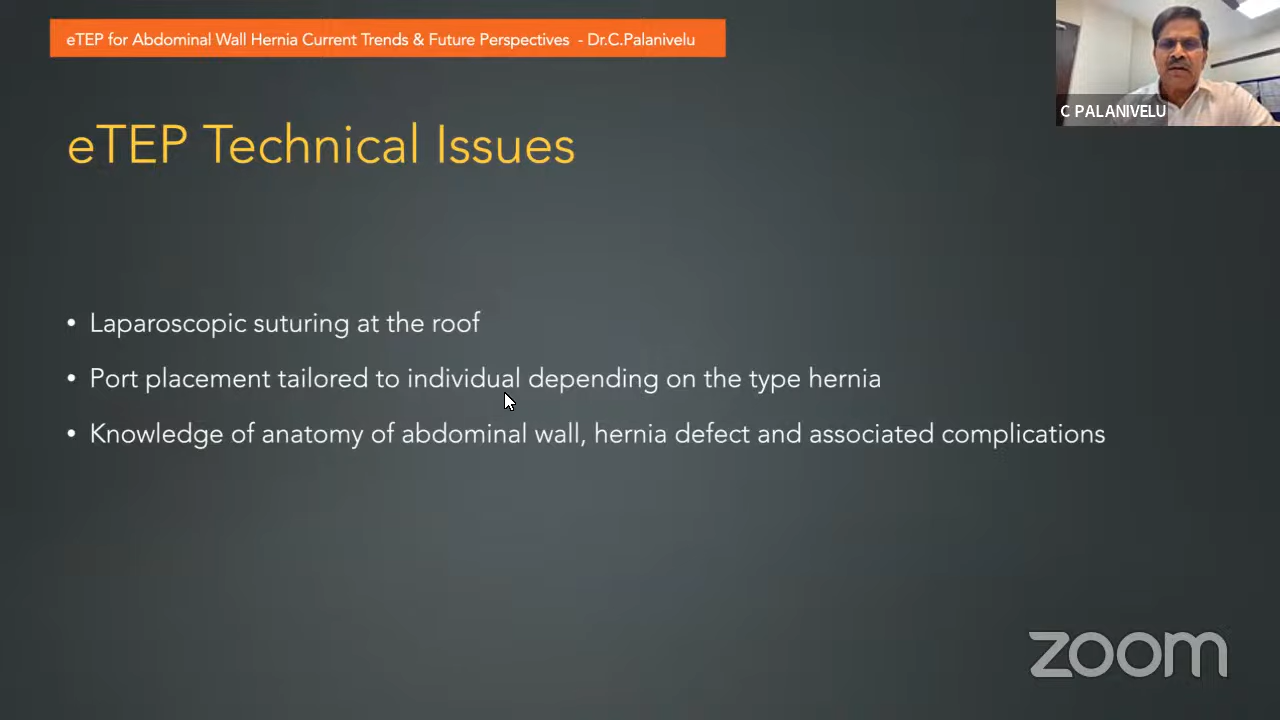 eTEP for Abdominal Wall Hernia Current Trends & Future Perspectives - Dr.C.Palanivelu
C PALANIVELU
eTEP Technical Issues
• Laparoscopic suturing at the roof
• Port placement tailored to individual depending on the type hernia
• Knowledge of anatomy of abdominal wall, hernia defect and associated complications
zoom